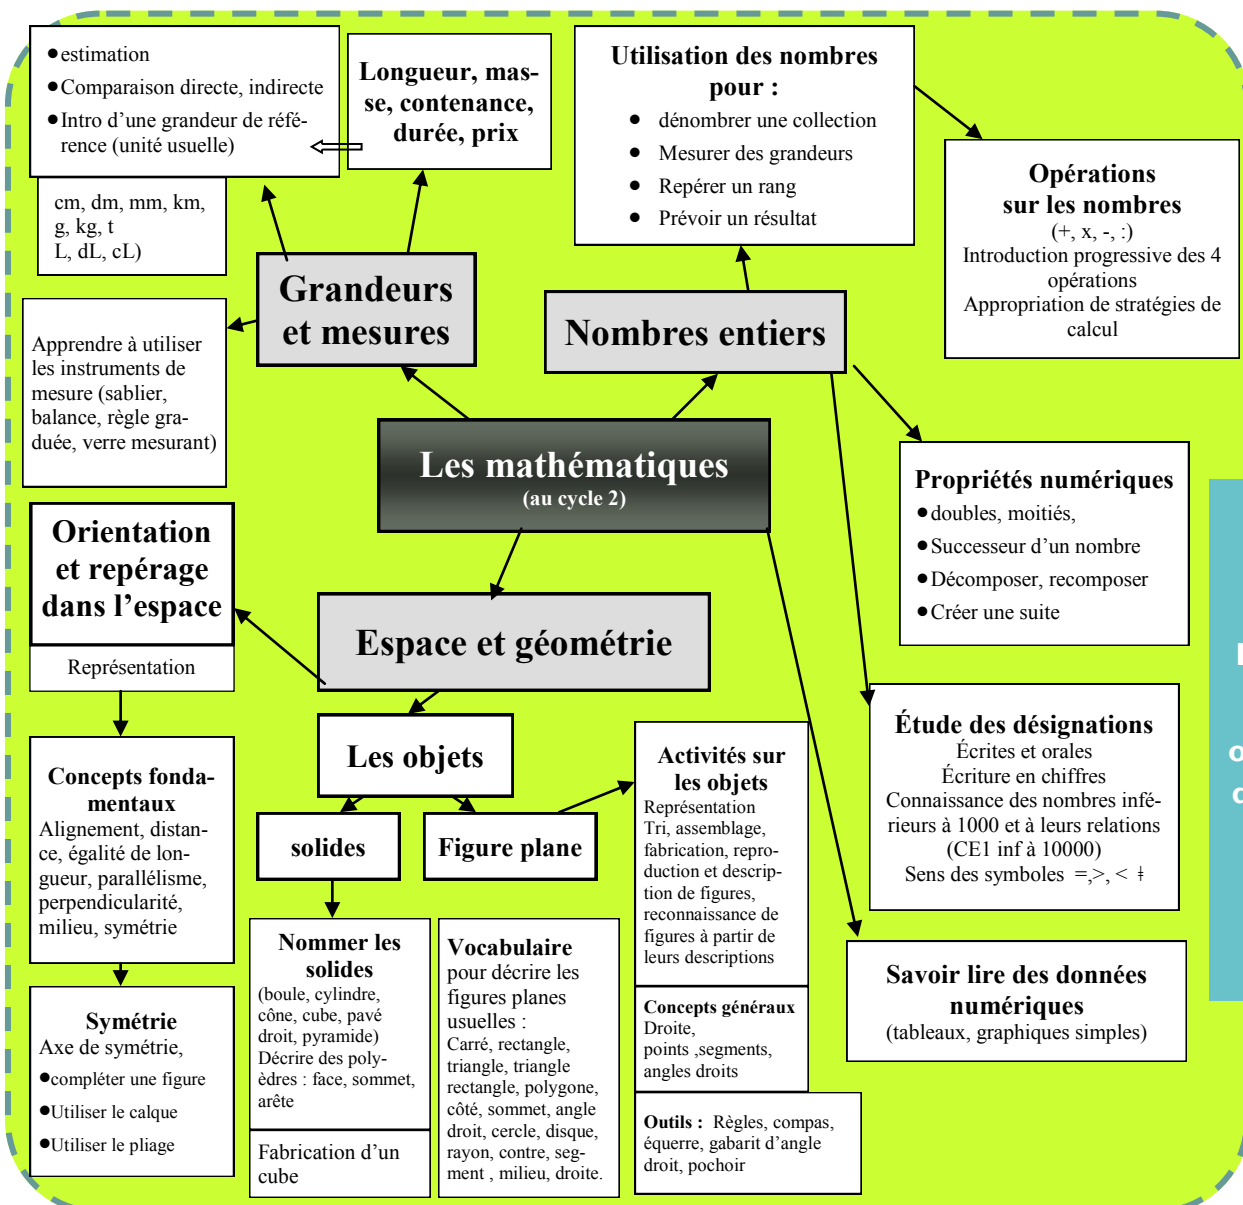 ●estimation
●Comparaison directe, indirecte
●Intro d'une grandeur de réfé-
rence (unité usuelle)
cm, dm, mm, km,
g, kg, t
L, dL, cL)
Longueur, mas-
se, contenance,
durée, prix
Grandeurs
et mesures
Apprendre à utiliser
les instruments de
mesure (sablier,
balance, règle gra-
duée, verre mesurant)
Utilisation des nombres
pour :
• dénombrer une collection
• Mesurer des grandeurs
• Repérer un rang
• Prévoir un résultat
Opérations
sur les nombres
(+, x, -, :)
Introduction progressive des 4
opérations
Appropriation de stratégies de
calcul
Nombres entiers
Les mathématiques
(au cycle 2)
Propriétés numériques
●doubles, moitiés,
●Successeur d'un nombre
●Décomposer, recomposer
●Créer une suite
Orientation
et repérage
dans l'espace
Représentation
Espace et géométrie
Étude des désignations
Écrites et orales
Écriture en chiffres
Connaissance des nombres infé-
rieurs à 1000 et à leurs relations
(CE1 inf à 10000)
Sens des symboles =,>, < ǂ
Les objets
solides
Figure plane
Activités sur
les objets
Représentation
Tri, assemblage,
fabrication, repro-
duction et descrip-
tion de figures,
reconnaissance de
figures à partir de
leurs descriptions
Concepts fonda-
mentaux
Alignement, distan-
ce, égalité de lon-
gueur, parallélisme,
perpendicularité,
milieu, symétrie
Symétrie
Axe de symétrie,
●compléter une figure
●Utiliser le calque
●Utiliser le pliage
Nommer les
solides
(boule, cylindre,
cône, cube, pavé
droit, pyramide)
Décrire des poly-
èdres : face, sommet,
arête
Fabrication d'un
cube
Vocabulaire
pour décrire les
figures planes
usuelles :
Carré, rectangle,
triangle, triangle
rectangle, polygone,
côté, sommet, angle
droit, cercle, disque,
rayon, contre, seg-
ment , milieu, droite.
Concepts généraux
Droite,
points ,segments,
angles droits
Outils : Règles, compas,
équerre, gabarit d'angle
droit, pochoir
Savoir lire des données
numériques
(tableaux, graphiques simples)